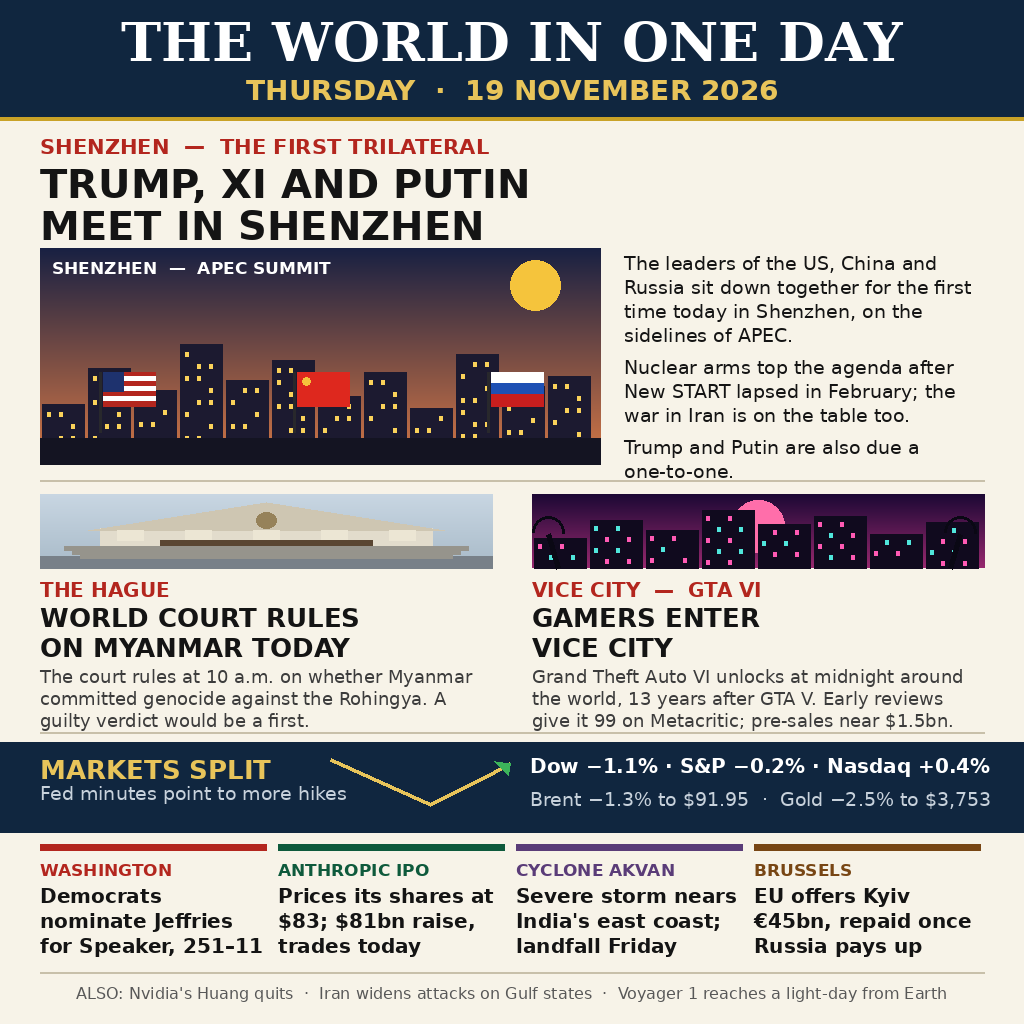 THE WORLD IN ONE DAY
THURSDAY · 19 NOVEMBER 2026
SHENZHEN — THE FIRST TRILATERAL
TRUMP, XI AND PUTIN
MEET IN SHENZHEN
SHENZHEN — APEC SUMMIT
The leaders of the US, China and
Russia sit down together for the first
time today in Shenzhen, on the
sidelines of APEC.
Nuclear arms top the agenda after
New START lapsed in February; the
war in Iran is on the table too.
Trump and Putin are also due a
one-to-one.
THE HAGUE
WORLD COURT RULES
ON MYANMAR TODAY
The court rules at 10 a.m. on whether Myanmar
committed genocide against the Rohingya. A
guilty verdict would be a first.
VICE CITY — GTA VI
GAMERS ENTER
VICE CITY
Grand Theft Auto VI unlocks at midnight around
the world, 13 years after GTA V. Early reviews
give it 99 on Metacritic; pre-sales near $1.5bn.
MARKETS SPLIT
Fed minutes point to more hikes
Dow −1.1% · S&P −0.2% · Nasdaq +0.4%
Brent −1.3% to $91.95 · Gold −2.5% to $3,753
WASHINGTON
Democrats
nominate Jeffries
for Speaker, 251–11
ANTHROPIC IPO
Prices its shares at
$83; $81bn raise,
trades today
CYCLONE AKVAN
Severe storm nears
India's east coast;
landfall Friday
BRUSSELS
EU offers Kyiv
€45bn, repaid once
Russia pays up
ALSO: Nvidia's Huang quits · Iran widens attacks on Gulf states · Voyager 1 reaches a light-day from Earth